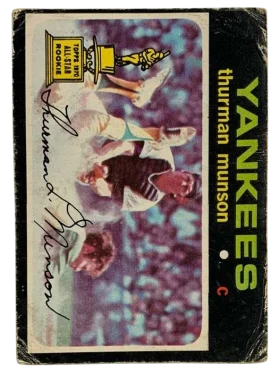 YANKEES
thurman munson • c
TOPPS 1970
ALL-STAR
ROOKIE
Thurman L. Munson